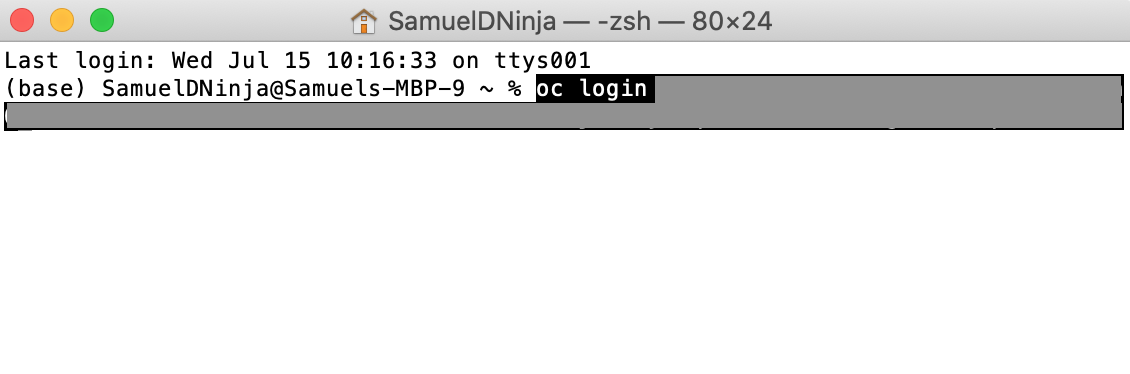 SamuelDNinja — -zsh — 80×24
Last login: Wed Jul 15 10:16:33 on ttys001
(base) SamuelDNinja@Samuels-MBP-9 ~ % oc login